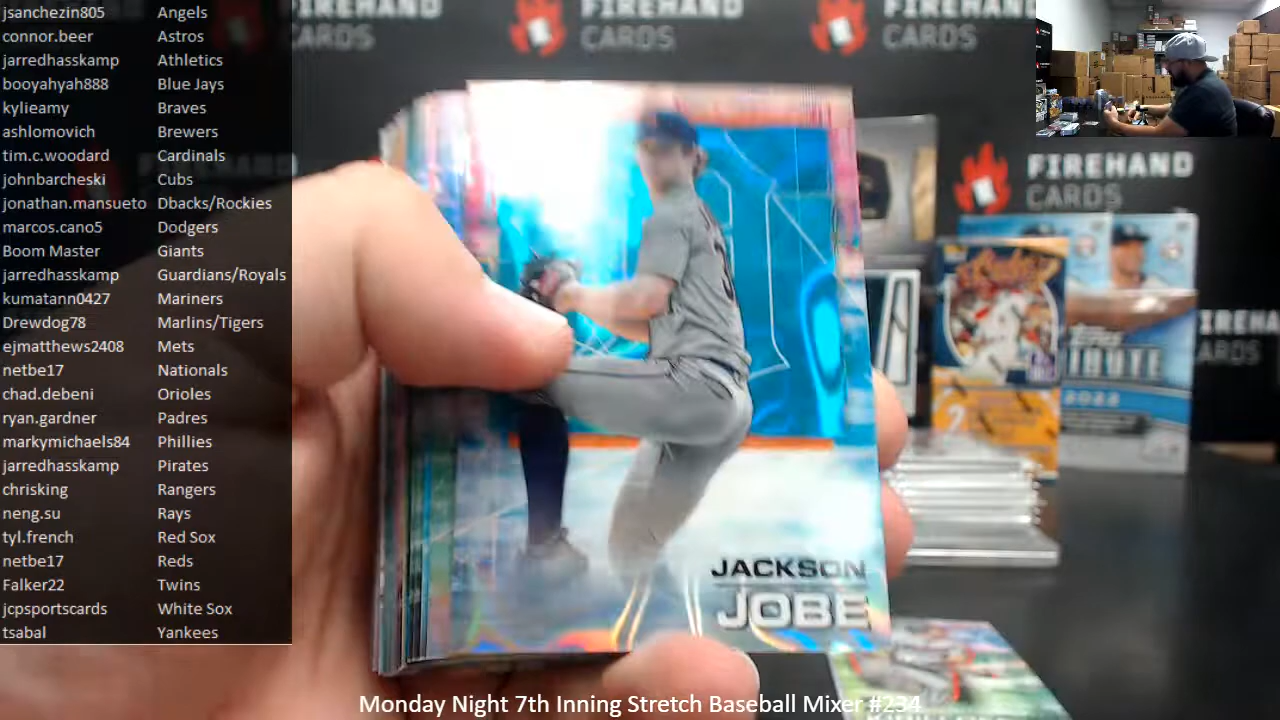 jsanchezin805 Angels
connor.beer Astros
jarredhasskamp Athletics
booyahyah888 Blue Jays
kylieamy Braves
ashlomovich Brewers
tim.c.woodard Cardinals
johnbarcheski Cubs
jonathan.mansueto Dbacks/Rockies
marcos.cano5 Dodgers
Boom Master Giants
jarredhasskamp Guardians/Royals
kumatann0427 Mariners
Drewdog78 Marlins/Tigers
ejmatthews2408 Mets
netbe17 Nationals
chad.debeni Orioles
ryan.gardner Padres
markymichaels84 Phillies
jarredhasskamp Pirates
chrisking Rangers
neng.su Rays
tyl.french Red Sox
netbe17 Reds
Falker22 Twins
jcpsportscards White Sox
tsabal Yankees
FIREHAND
CARDS
FIREHAND
CARDS
FIREHAND
CARDS
JACKSON
JOBE
Monday Night 7th Inning Stretch Baseball Mixer #234